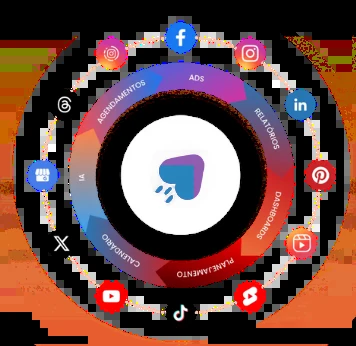 ADS
RELATÓRIOS
DASHBOARDS
PLANEJAMENTO
CALENDÁRIO
IA
AGENDAMENTOS